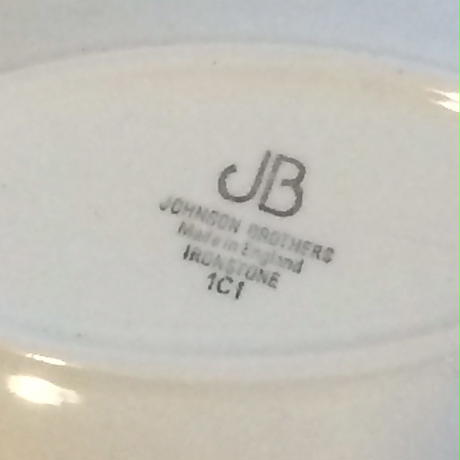 JB
JOHNSON BROTHERS
Made in England
IRONSTONE
1C1